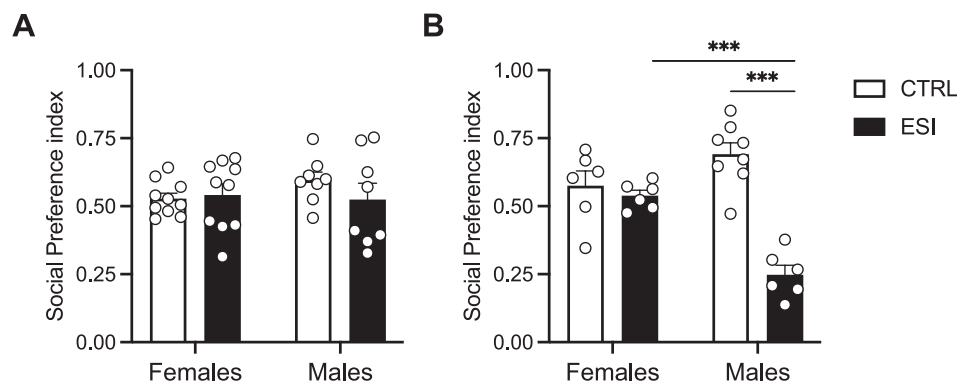 A
Social Preference index
1.00
0.75
0.50
0.25
0.00
Females
Males
B
Social Preference index
1.00
0.75
0.50
0.25
0.00
***
***
Females
Males
CTRL
ESI